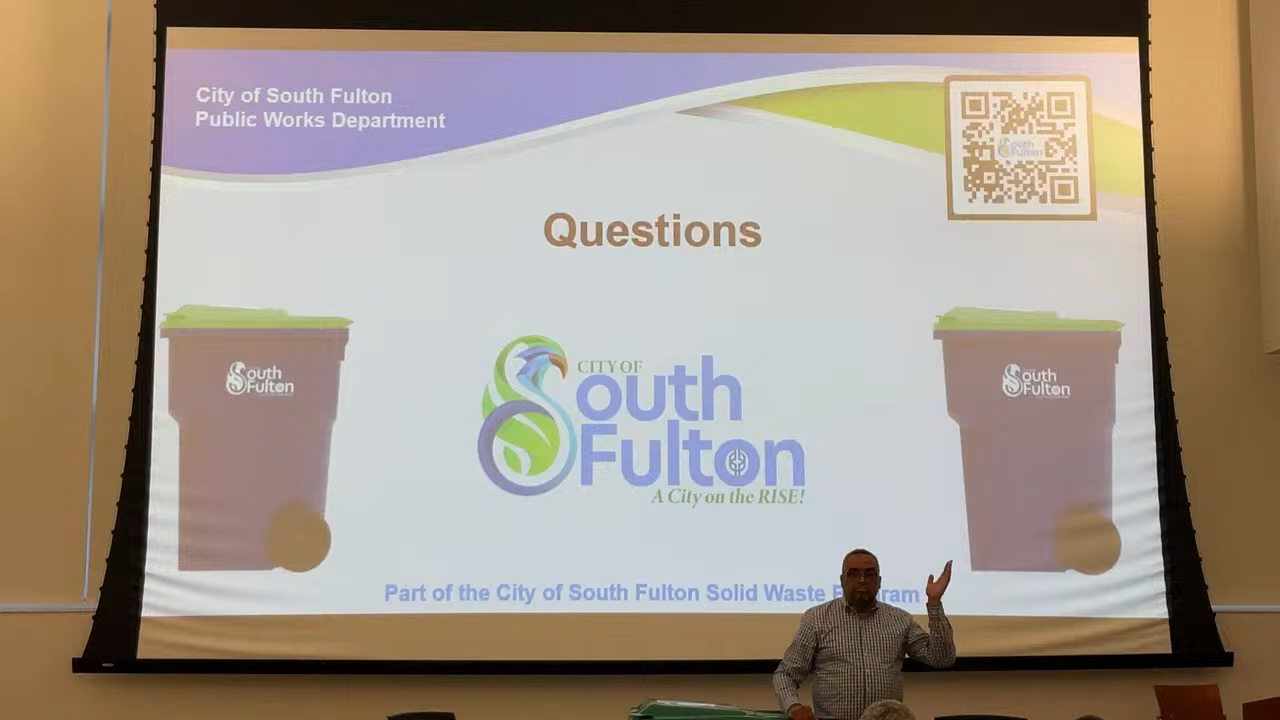 City of South Fulton
Public Works Department
South
Fulton
Questions
CITY OF
South
Fulton
A City on the RISE!
South
Fulton
South
Fulton
Part of the City of South Fulton Solid Waste